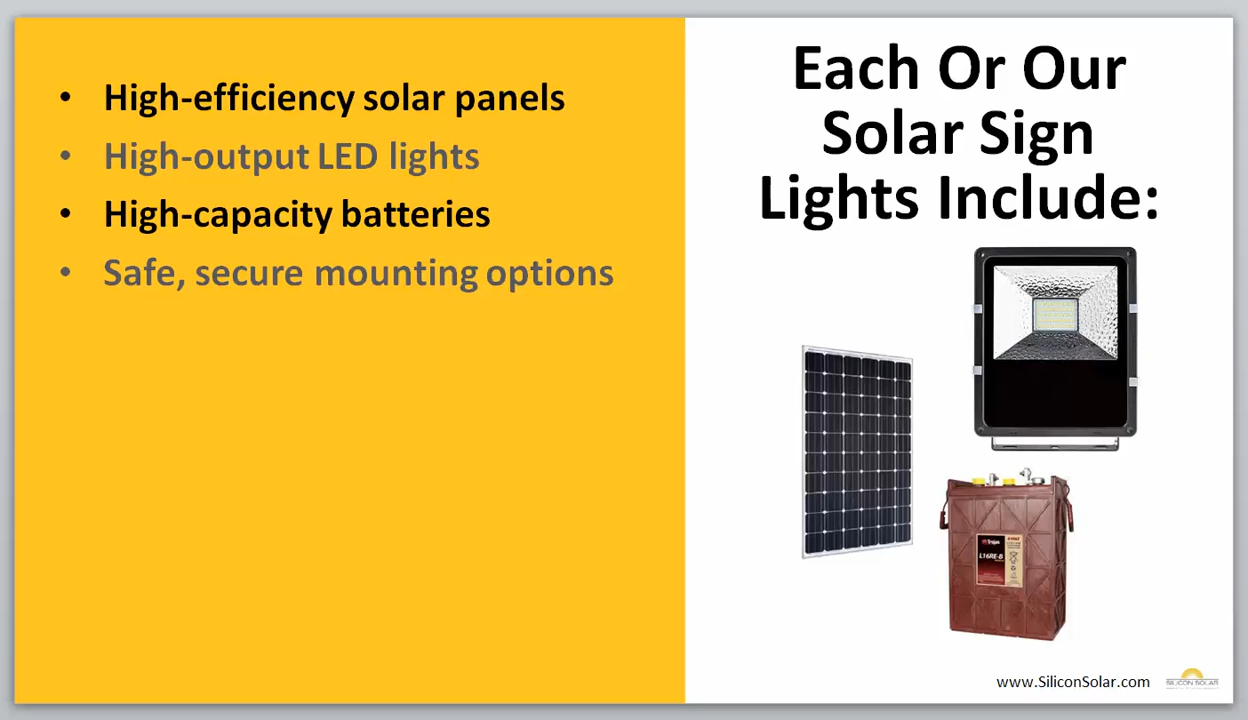 Each Or Our
Solar Sign
Lights Include:
• High-efficiency solar panels
• High-output LED lights
• High-capacity batteries
• Safe, secure mounting options
Trojan
L16RE-B
www.SiliconSolar.com
SILICON SOLAR